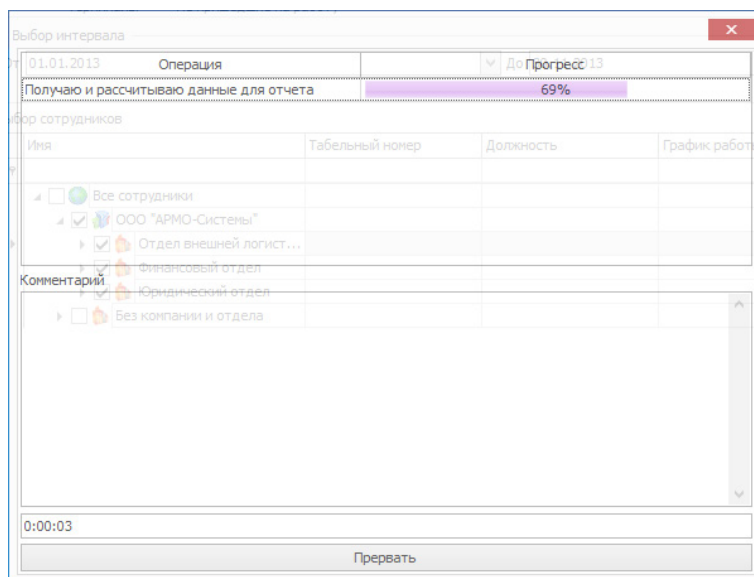 Выбор интервала
От 01.01.2013 До 2013
Операция Прогресс
Получаю и рассчитываю данные для отчета 69%
Выбор сотрудников
Имя Табельный номер Должность График работ
Все сотрудники
ООО "АРМО-Системы"
Отдел внешней логист...
Финансовый отдел
Комментарий
Юридический отдел
Без компании и отдела
0:00:03
Прервать